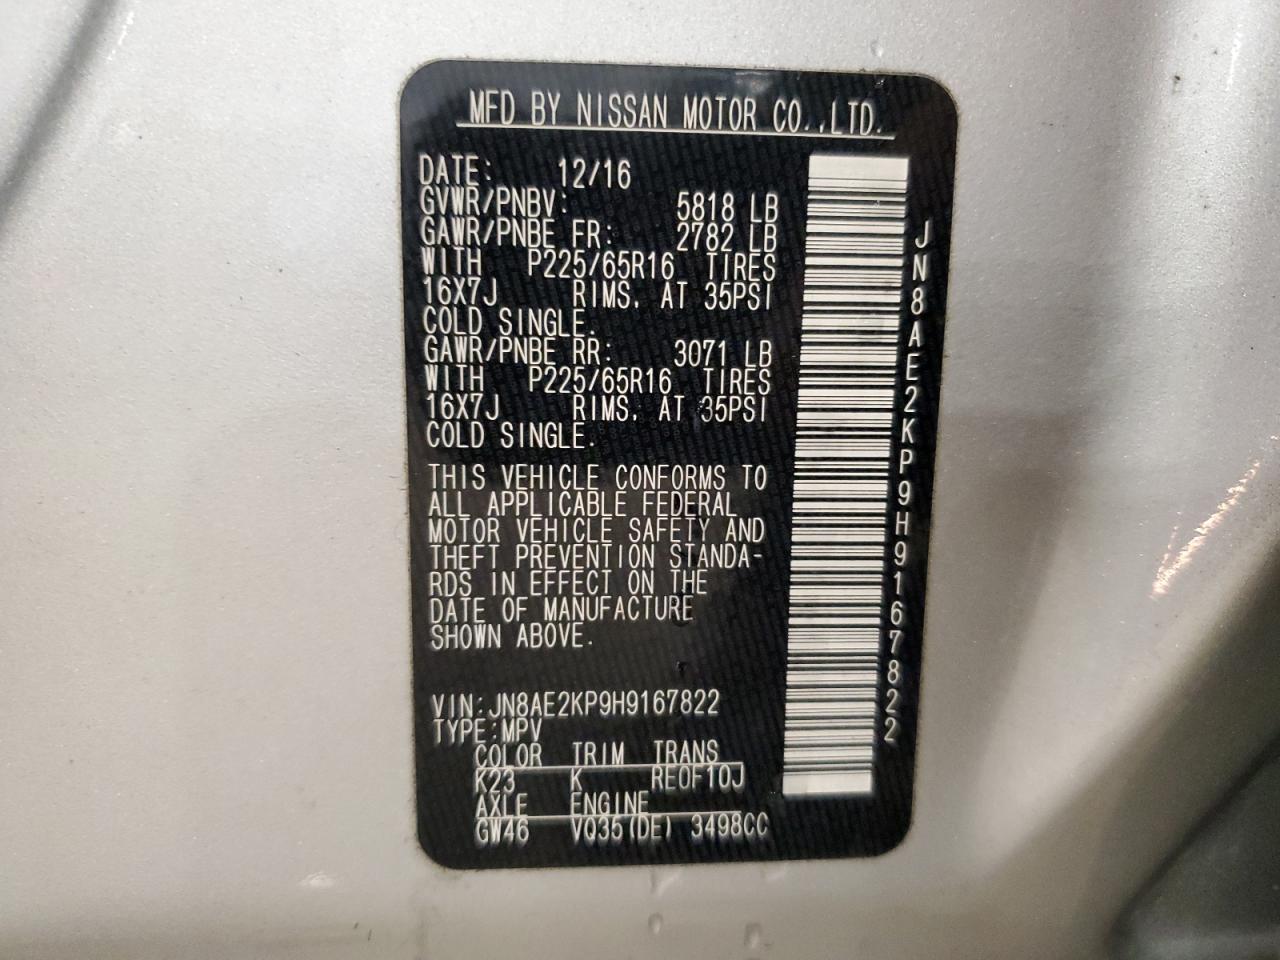 MFD BY NISSAN MOTOR CO.,LTD.
DATE: 12/16
GVWR/PNBV: 5818 LB
GAWR/PNBE FR: 2782 LB
WITH P225/65R16 TIRES
16X7J RIMS, AT 35PSI
COLD SINGLE.
GAWR/PNBE RR: 3071 LB
WITH P225/65R16 TIRES
16X7J RIMS, AT 35PSI
COLD SINGLE.
THIS VEHICLE CONFORMS TO
ALL APPLICABLE FEDERAL
MOTOR VEHICLE SAFETY AND
THEFT PREVENTION STANDA-
RDS IN EFFECT ON THE
DATE OF MANUFACTURE
SHOWN ABOVE.
VIN:JN8AE2KP9H9167822
TYPE:MPV
COLOR TRIM TRANS
K23 K RE0F10J
AXLE ENGINE
GW46 VQ35(DE) 3498CC
JN8AE2KP9H9167822